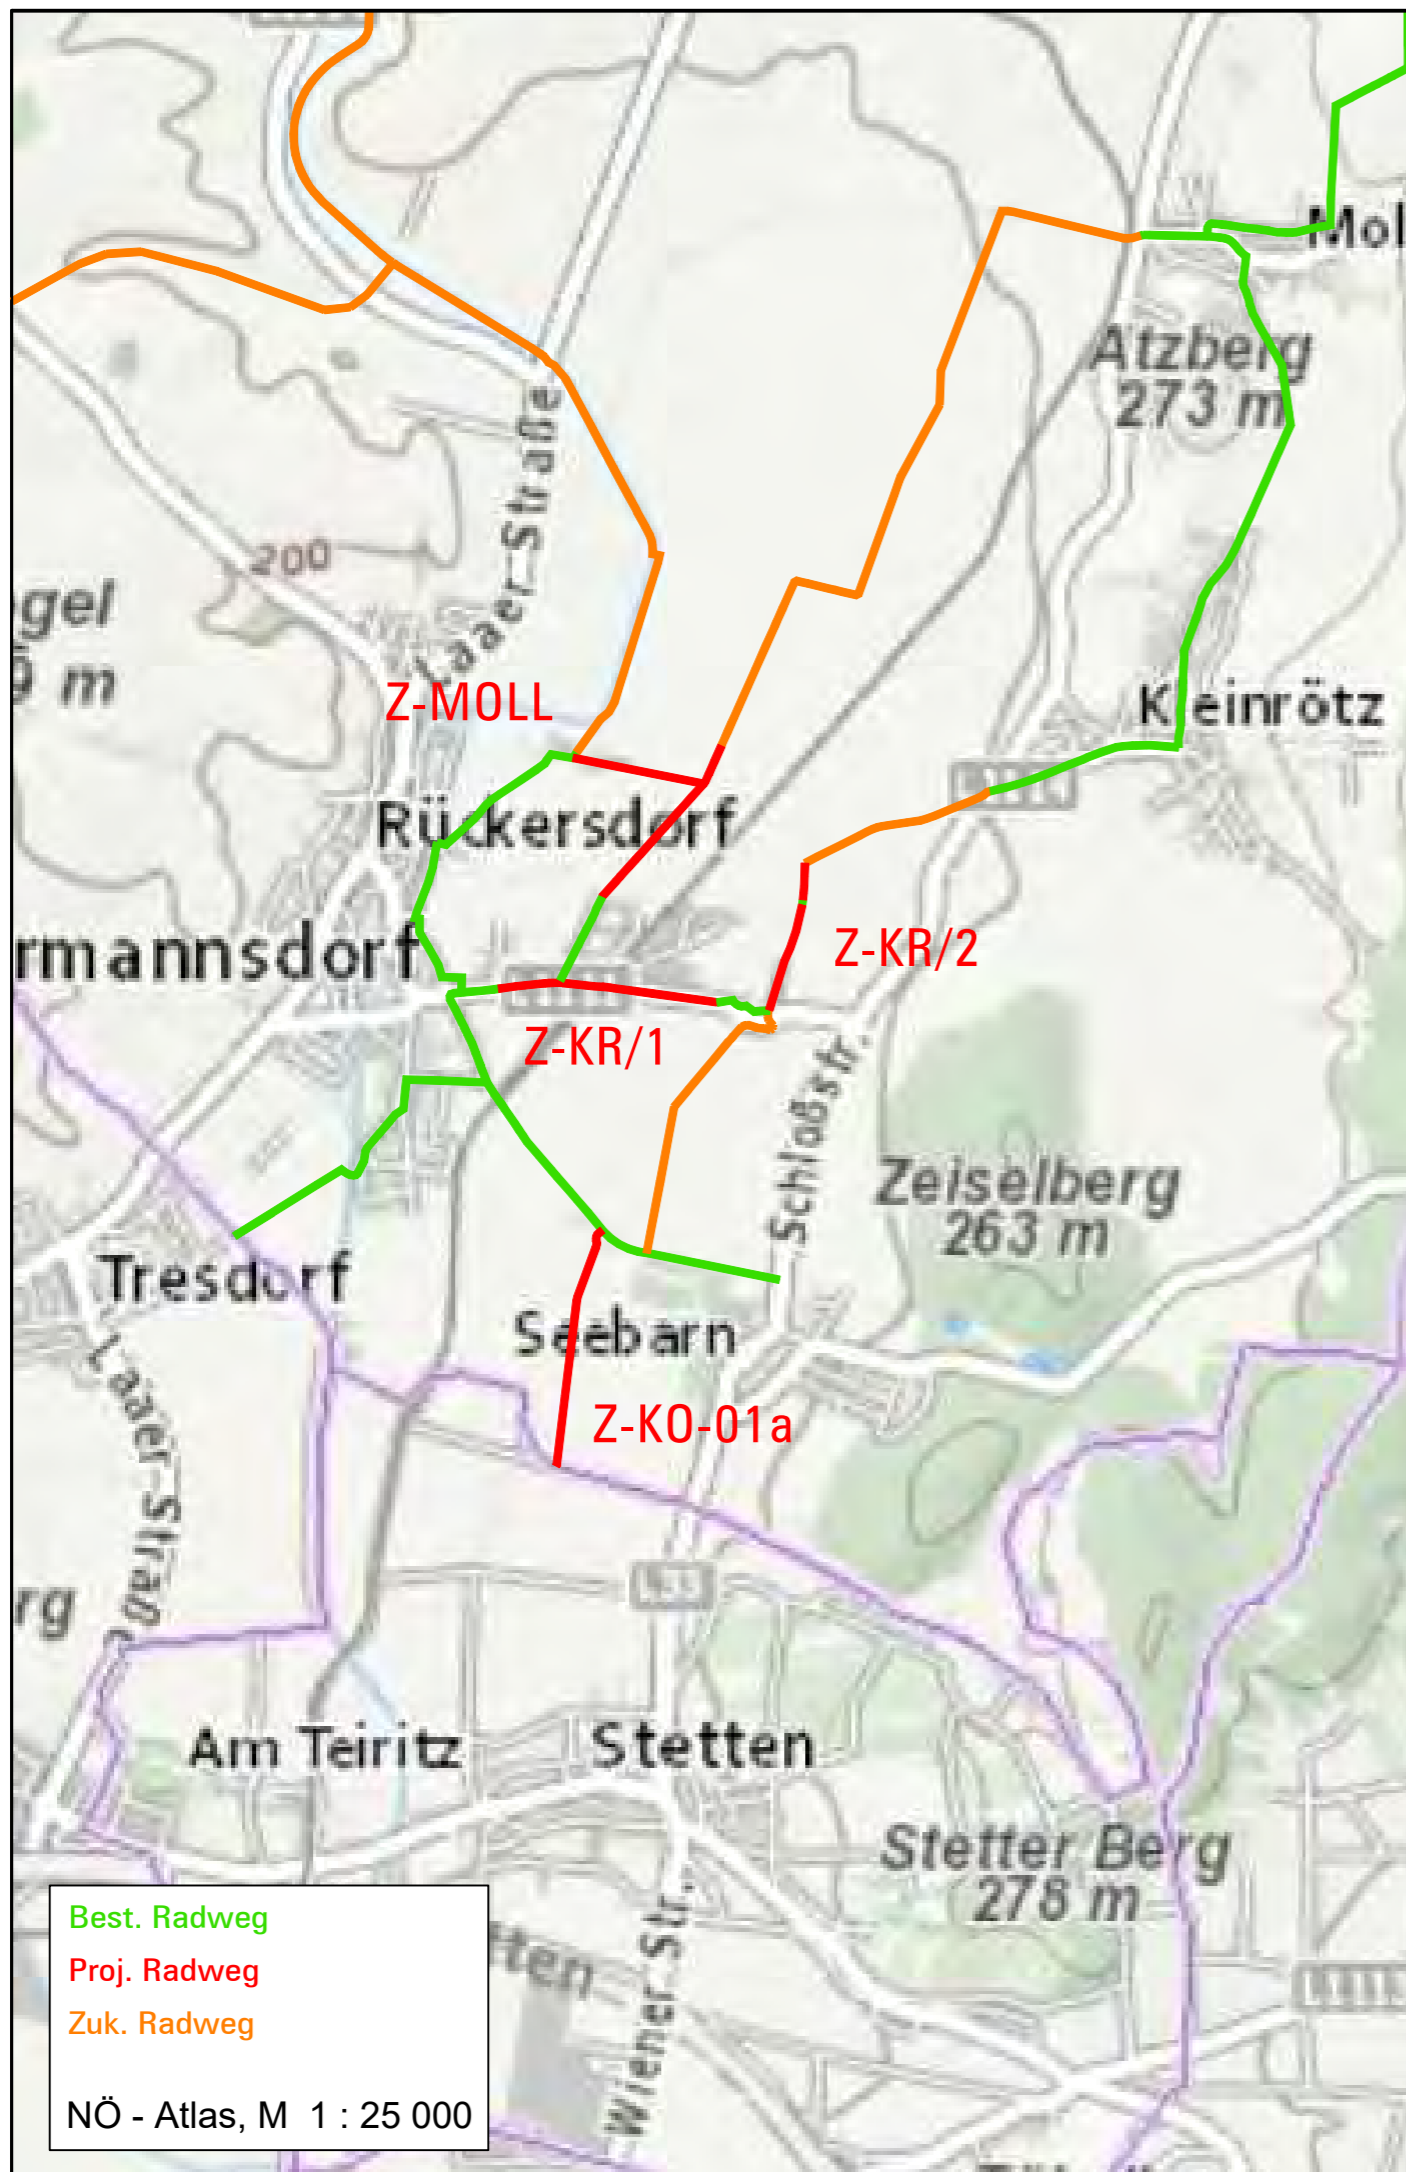 Mol
Atzberg
273 m
Laaer-Straße
200
gel
9 m
Z-MOLL
Kleinrötz
Rückersdorf
rmannsdorf
Z-KR/2
Z-KR/1
Schloßstr.
Zeiselberg
263 m
Tresdorf
Seebarn
Z-KO-01a
Laaer-Straße
rg
Am Teiritz
Stetten
Stetter Berg
278 m
tten
Wiener Str.
Best. Radweg
Proj. Radweg
Zuk. Radweg
NÖ - Atlas, M 1 : 25 000